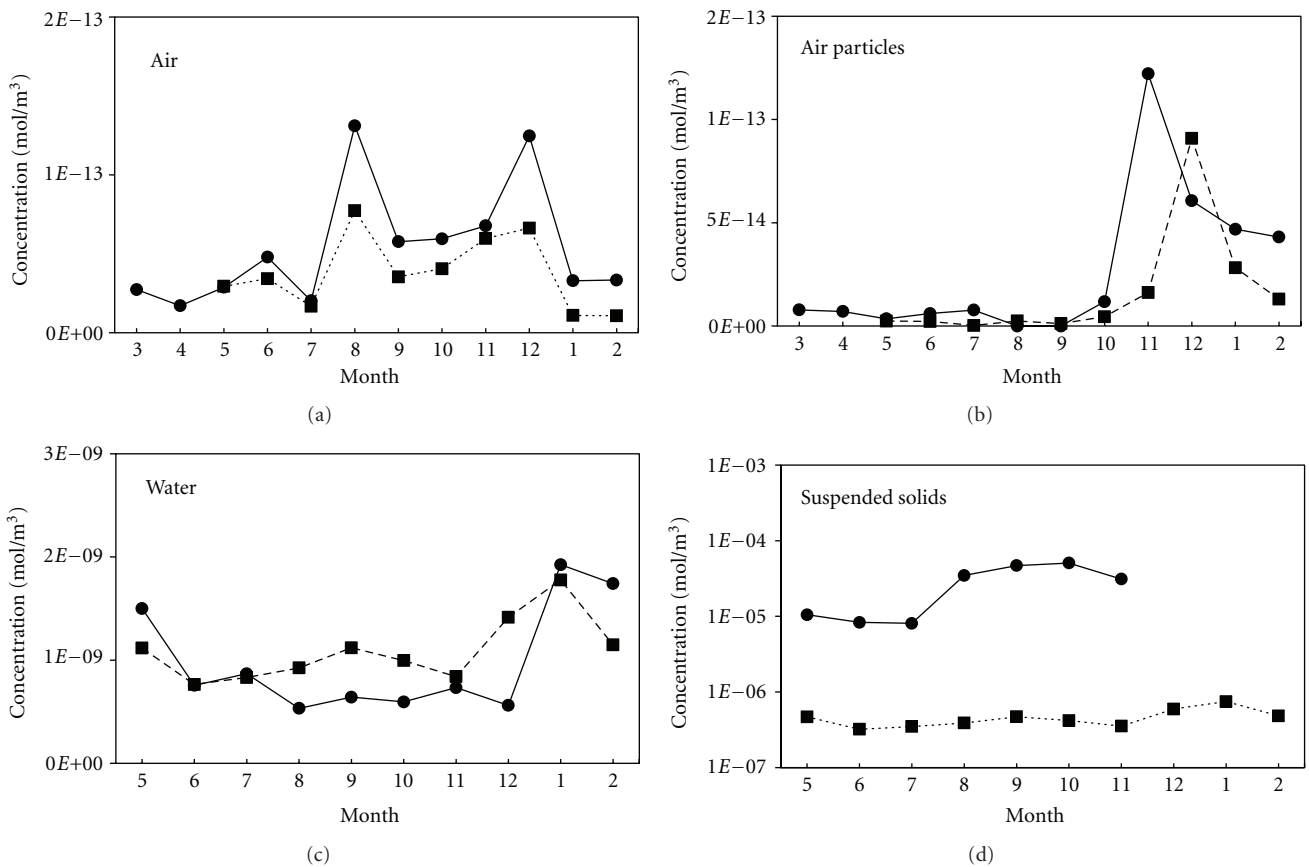 2E−13
1E−13
0E+00
Concentration (mol/m³)
Air
3 4 5 6 7 8 9 10 11 12 1 2
Month
(a)
2E−13
1E−13
5E−14
0E+00
Concentration (mol/m³)
Air particles
3 4 5 6 7 8 9 10 11 12 1 2
Month
(b)
3E−09
2E−09
1E−09
0E+00
Concentration (mol/m³)
Water
5 6 7 8 9 10 11 12 1 2
Month
(c)
1E−03
1E−04
1E−05
1E−06
1E−07
Concentration (mol/m³)
Suspended solids
5 6 7 8 9 10 11 12 1 2
Month
(d)